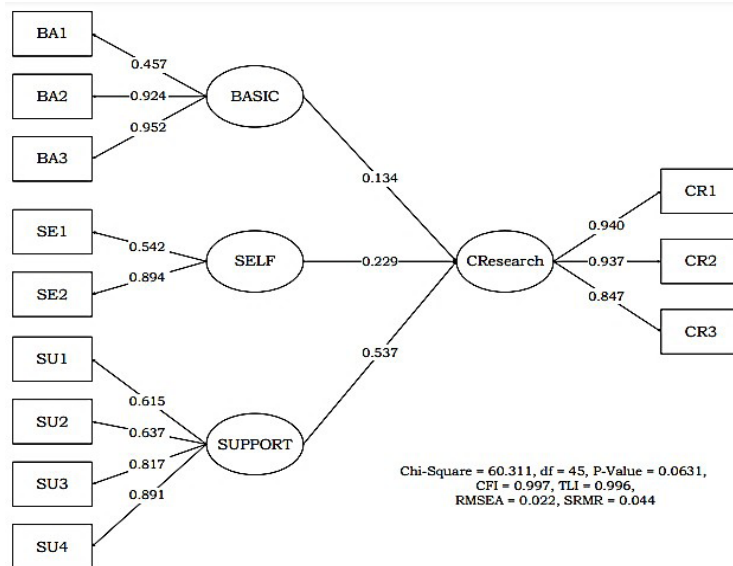 BA1
0.457
BA2
0.924
BASIC
0.952
BA3
0.134
CR1
SE1
0.940
0.542
SELF
0.229
CResearch
0.937
CR2
0.894
SE2
0.847
CR3
SU1
0.537
0.615
SU2
0.637
SUPPORT
0.817
SU3
0.891
SU4
Chi-Square = 60.311, df = 45, P-Value = 0.0631,
CFI = 0.997, TLI = 0.996,
RMSEA = 0.022, SRMR = 0.044